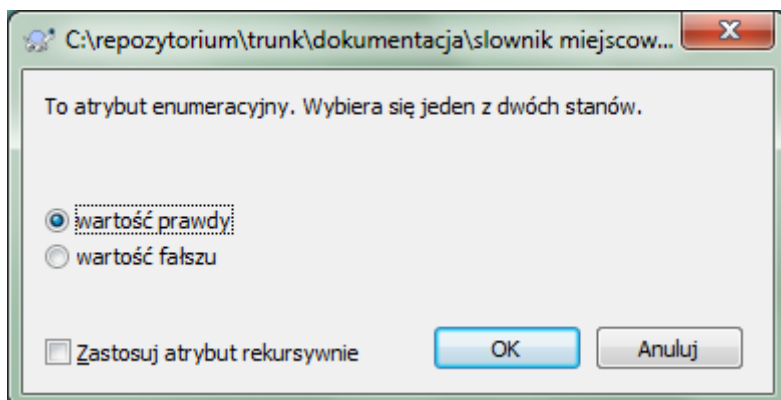 C:\repozytorium\trunk\dokumentacja\slownik miejscow...
To atrybut enumeracyjny. Wybiera się jeden z dwóch stanów.
wartość prawdy
wartość fałszu
Zastosuj atrybut rekursywnie
OK
Anuluj